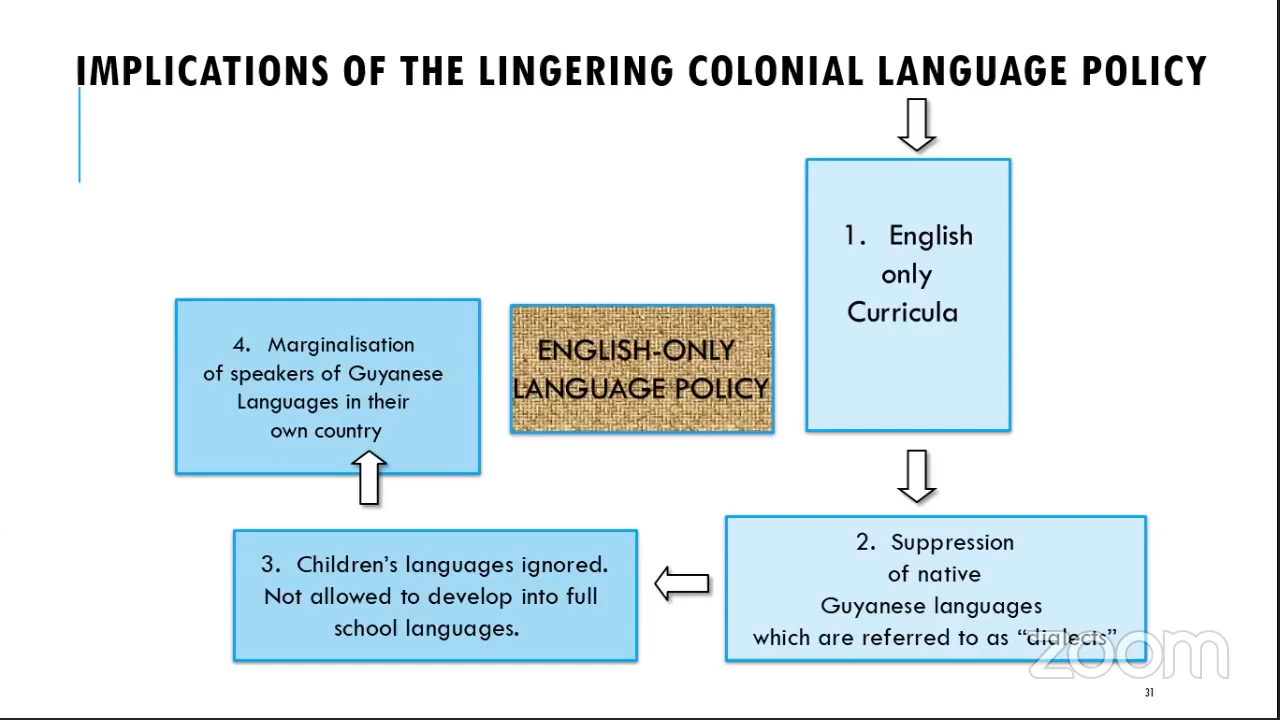 IMPLICATIONS OF THE LINGERING COLONIAL LANGUAGE POLICY
1. English
only
Curricula
ENGLISH-ONLY
LANGUAGE POLICY
4. Marginalisation
of speakers of Guyanese
Languages in their
own country
2. Suppression
of native
Guyanese languages
which are referred to as “dialects”
3. Children’s languages ignored.
Not allowed to develop into full
school languages.
zoom
31